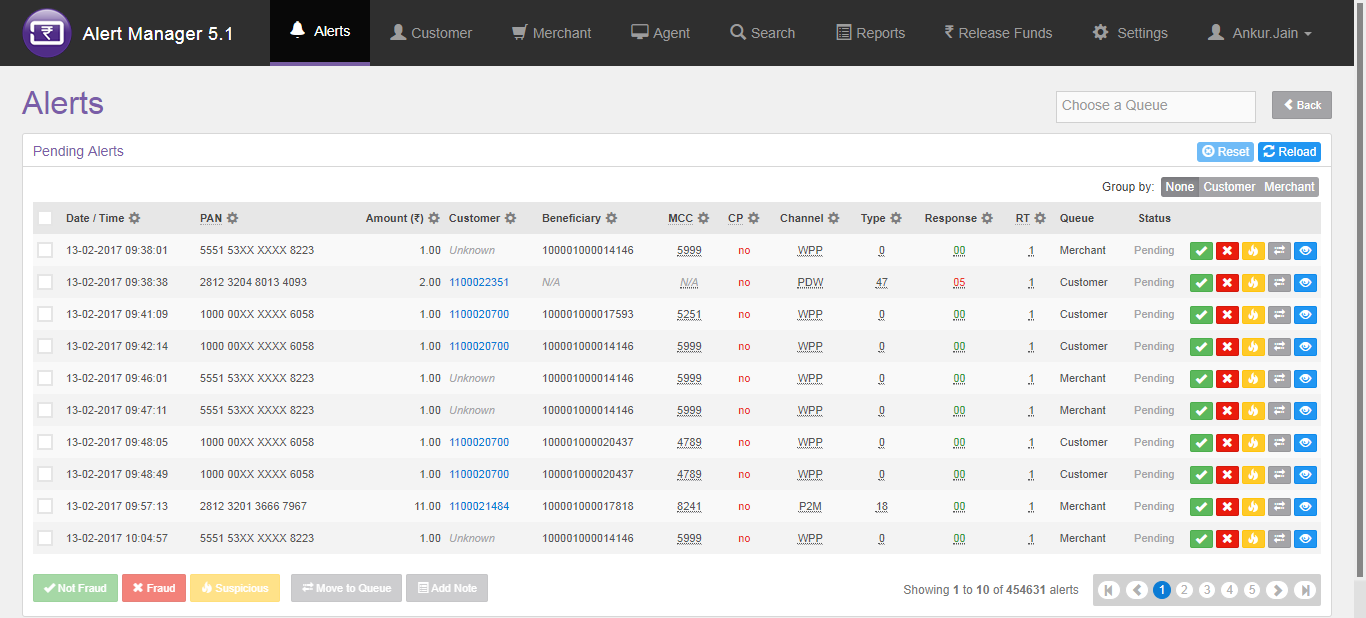 Alert Manager 5.1 Alerts Customer Merchant Agent Search Reports ₹ Release Funds Settings Ankur.Jain
Alerts Choose a Queue Back
Pending Alerts Reset Reload
Group by: None Customer Merchant
Date / Time PAN Amount (₹) Customer Beneficiary MCC CP Channel Type Response RT Queue Status
13-02-2017 09:38:01 5551 53XX XXXX 8223 1.00 Unknown 100001000014146 5999 no WPP 0 00 1 Merchant Pending
13-02-2017 09:38:38 2812 3204 8013 4093 2.00 1100022351 N/A N/A no PDW 47 05 1 Customer Pending
13-02-2017 09:41:09 1000 00XX XXXX 6058 1.00 1100020700 100001000017593 5251 no WPP 0 00 1 Customer Pending
13-02-2017 09:42:14 1000 00XX XXXX 6058 1.00 1100020700 100001000014146 5999 no WPP 0 00 1 Customer Pending
13-02-2017 09:46:01 5551 53XX XXXX 8223 1.00 Unknown 100001000014146 5999 no WPP 0 00 1 Merchant Pending
13-02-2017 09:47:11 5551 53XX XXXX 8223 1.00 Unknown 100001000014146 5999 no WPP 0 00 1 Merchant Pending
13-02-2017 09:48:05 1000 00XX XXXX 6058 1.00 1100020700 100001000020437 4789 no WPP 0 00 1 Customer Pending
13-02-2017 09:48:49 1000 00XX XXXX 6058 1.00 1100020700 100001000020437 4789 no WPP 0 00 1 Customer Pending
13-02-2017 09:57:13 2812 3201 3666 7967 11.00 1100021484 100001000017818 8241 no P2M 18 00 1 Merchant Pending
13-02-2017 10:04:57 5551 53XX XXXX 8223 1.00 Unknown 100001000014146 5999 no WPP 0 00 1 Merchant Pending
Not Fraud Fraud Suspicious Move to Queue Add Note Showing 1 to 10 of 454631 alerts 1 2 3 4 5